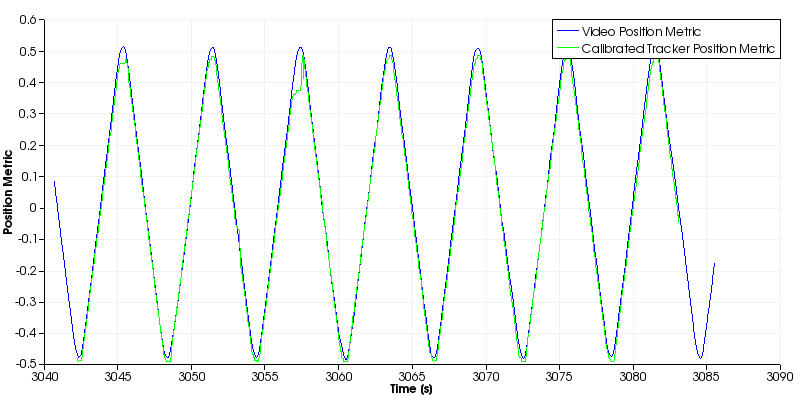 0.6
Video Position Metric
Calibrated Tracker Position Metric
0.5
0.4
0.3
0.2
0.1
0
-0.1
-0.2
-0.3
-0.4
-0.5
Position Metric
3040 3045 3050 3055 3060 3065 3070 3075 3080 3085 3090
Time (s)